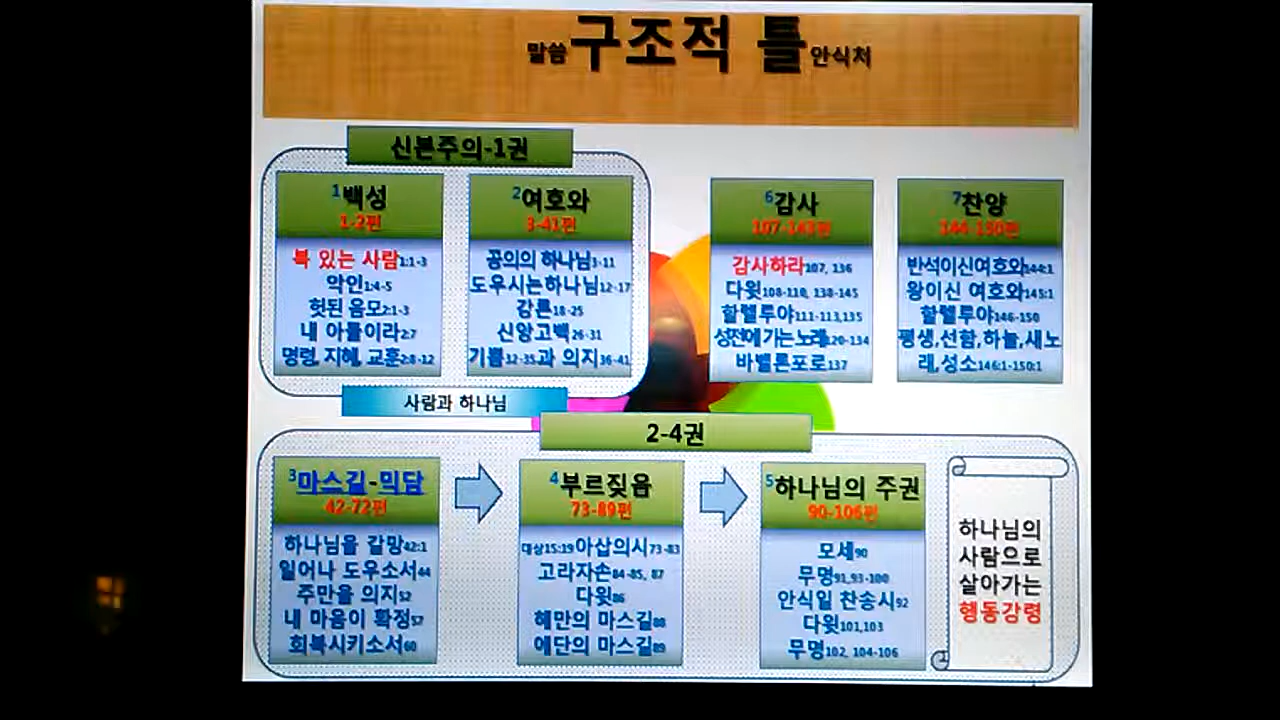 말씀 구조적 틀 안식처
신본주의-1권
1백성
1-2편
복 있는 사람1:1-3
악인1:4-5
헛된 음모2:1-3
내 아들이라2:7
명령, 지혜, 교훈2:8-12
2여호와
3-41편
공의의 하나님3-11
도우시는하나님12-17
강론18-25
신앙고백26-31
기쁨32-35과 의지36-41
사람과 하나님
6감사
107-143편
감사하라107, 136
다윗108-110, 138-145
할렐루야111-113,135
성전에 가는 노래120-134
바벨론포로137
7찬양
144-150편
반석이신여호와144:1
왕이신 여호와145:1
할렐루야146-150
평생,선함,하늘,새노
래,성소146:1-150:1
2-4권
3마스길-믹담
42-72편
하나님을 갈망42:1
일어나 도우소서44
주만을 의지52
내 마음이 확정57
회복시키소서60
4부르짖음
73-89편
대상15:19아삽의시73-83
고라자손84-85, 87
다윗86
헤만의 마스길88
에단의 마스길89
5하나님의 주권
90-106편
모세90
무명91,93-100
안식일 찬송시92
다윗101,103
무명102, 104-106
하나님의
사람으로
살아가는
행동강령